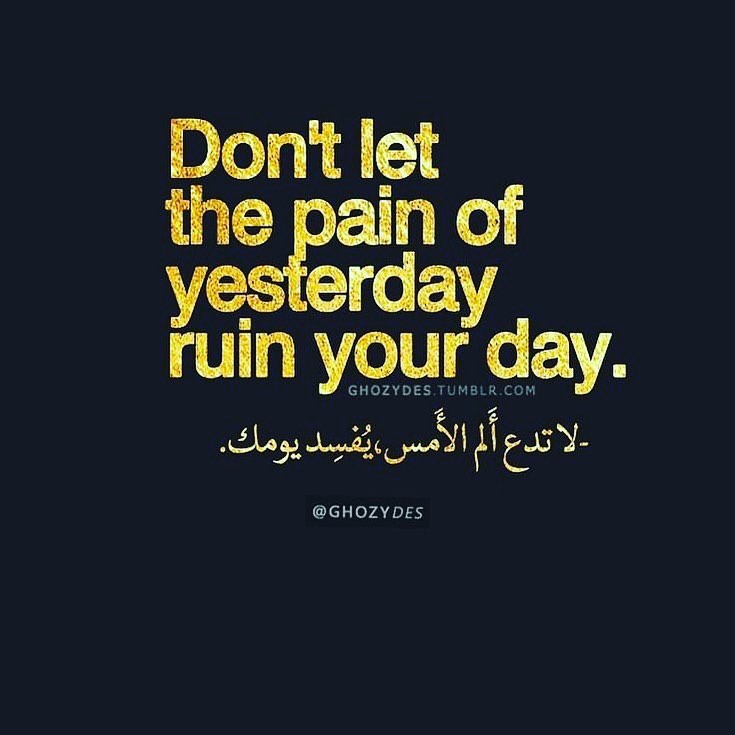 Don't let
the pain of
yesterday
ruin your day.
GHOZYDES.TUMBLR.COM
-لا تدع أَلم الأَمس،يُفسِد يومك.
@GHOZYDES